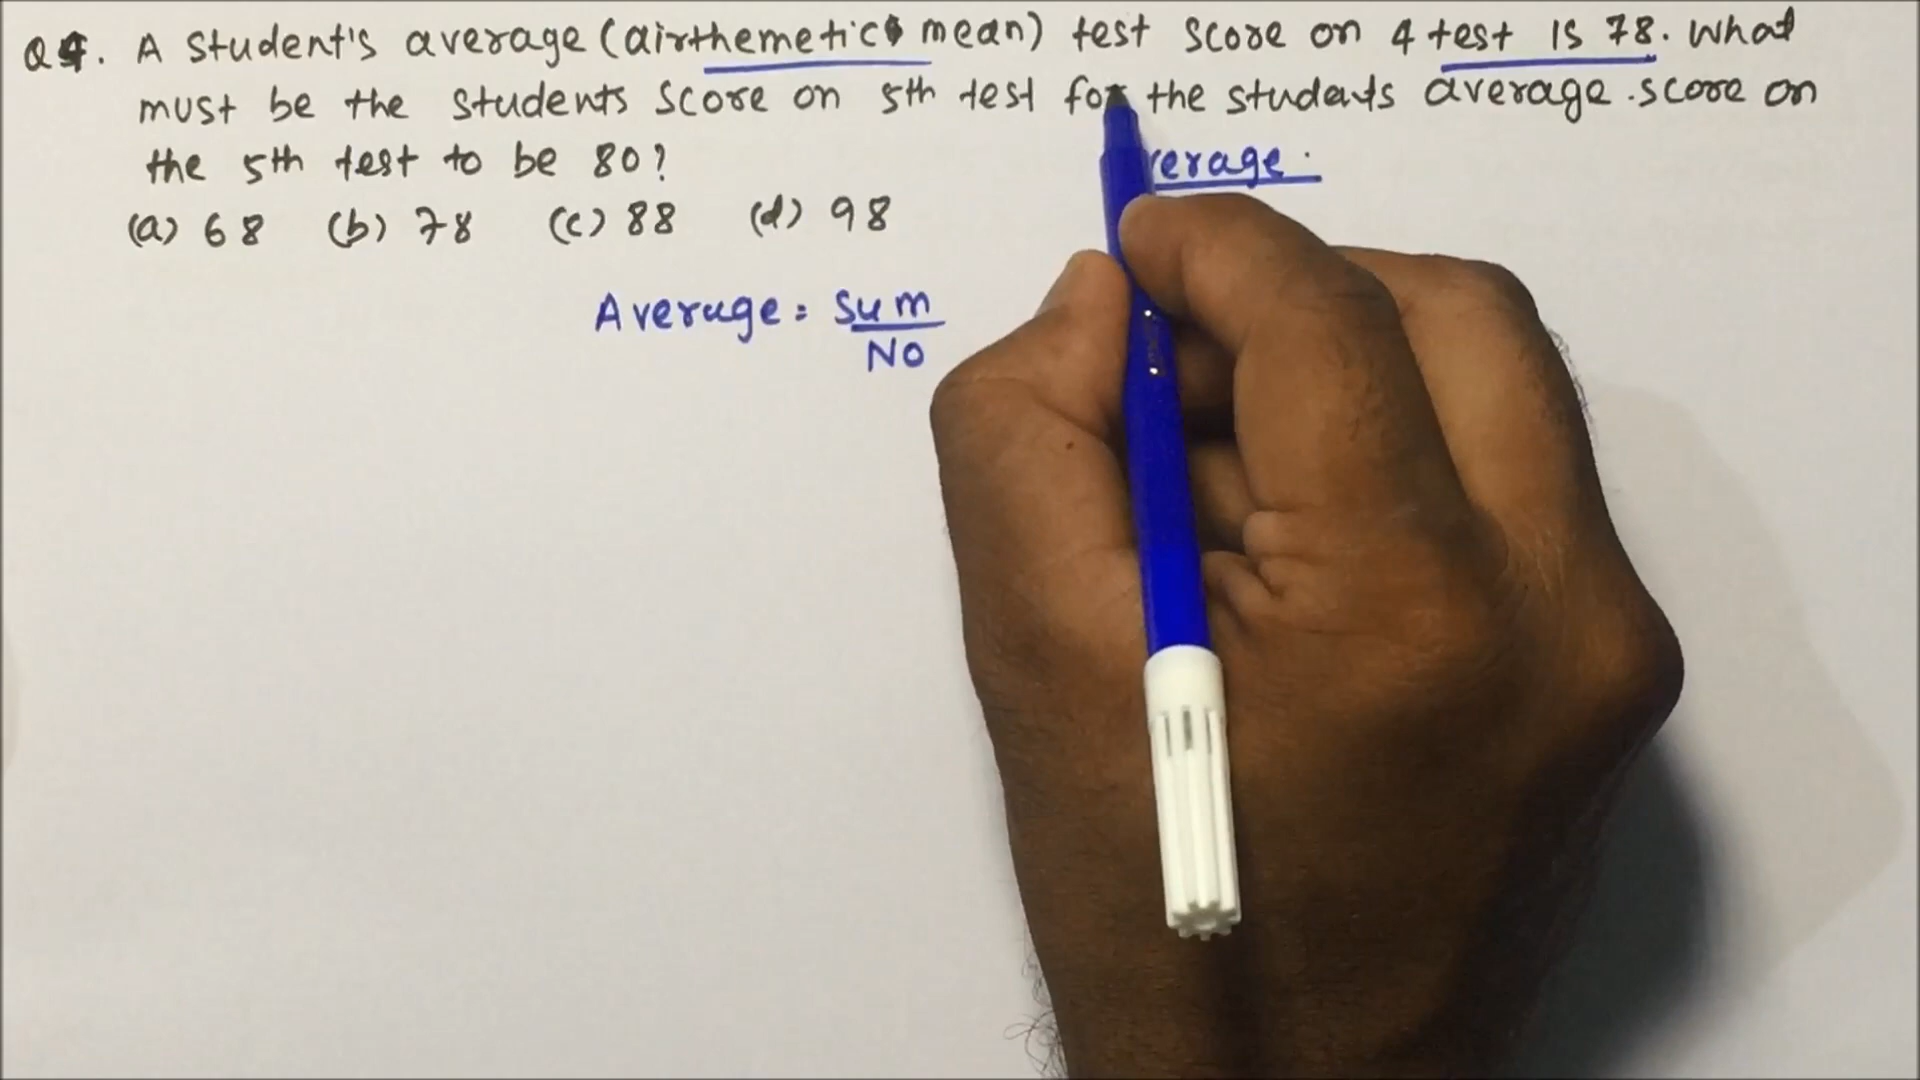 Q4. A student's average (airthemetic mean) test score on 4 test is 78. What
must be the students score on 5th test for the students average score on
the 5th test to be 80?
verage.
(a) 68 (b) 78 (c) 88 (d) 98
Average = Sum
No